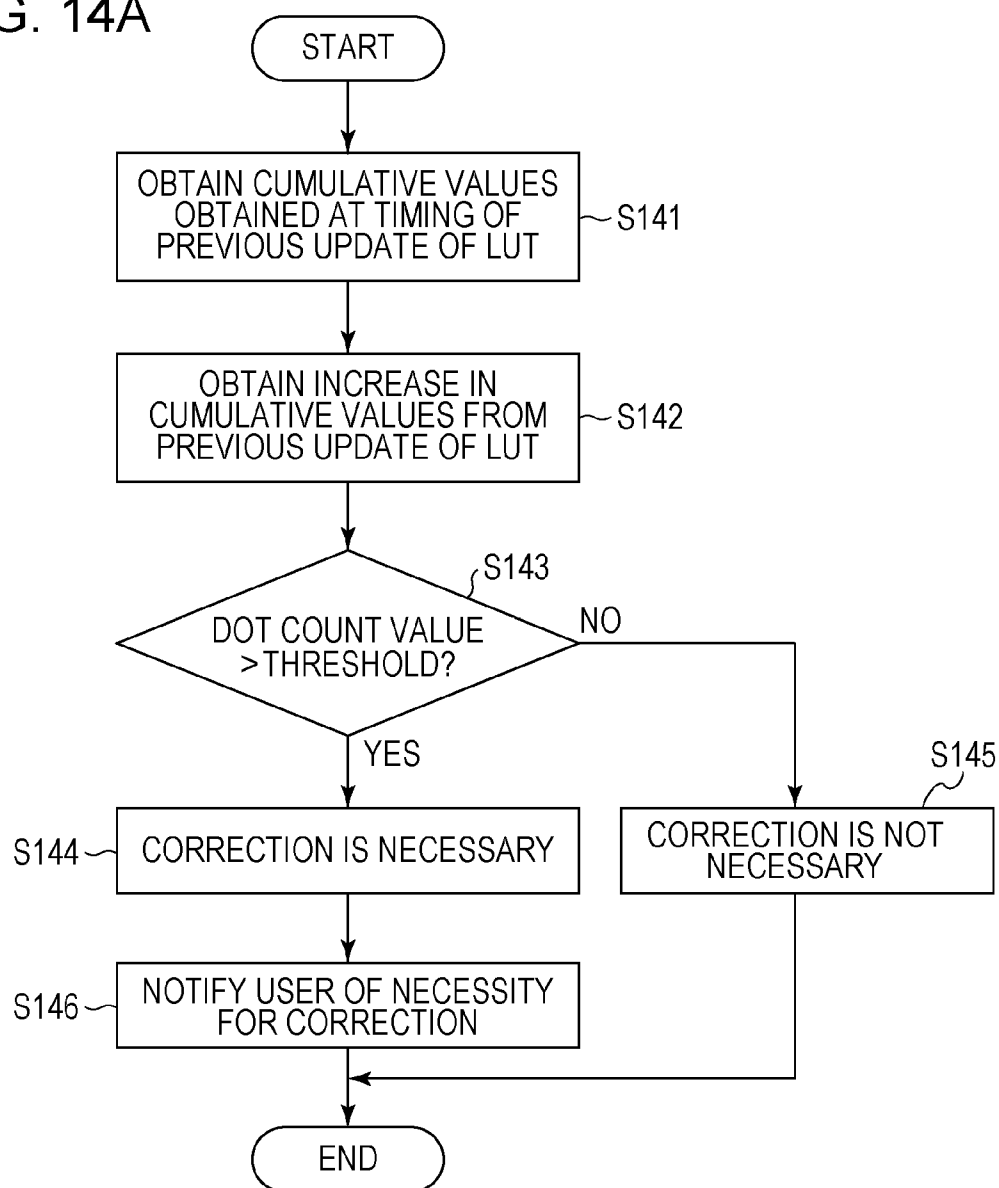 G. 14A
START
OBTAIN CUMULATIVE VALUES
OBTAINED AT TIMING OF
PREVIOUS UPDATE OF LUT
S141
OBTAIN INCREASE IN
CUMULATIVE VALUES FROM
PREVIOUS UPDATE OF LUT
S142
S143
DOT COUNT VALUE
>THRESHOLD?
NO
YES
S145
S144
CORRECTION IS NECESSARY
CORRECTION IS NOT
NECESSARY
S146
NOTIFY USER OF NECESSITY
FOR CORRECTION
END